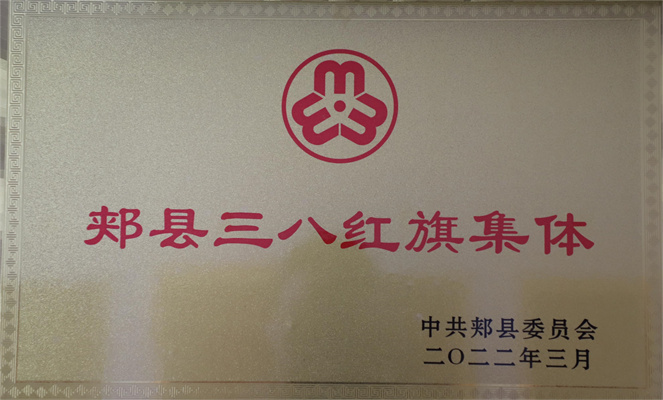 郏县三八红旗集体
中共郏县委员会
二〇二二年三月